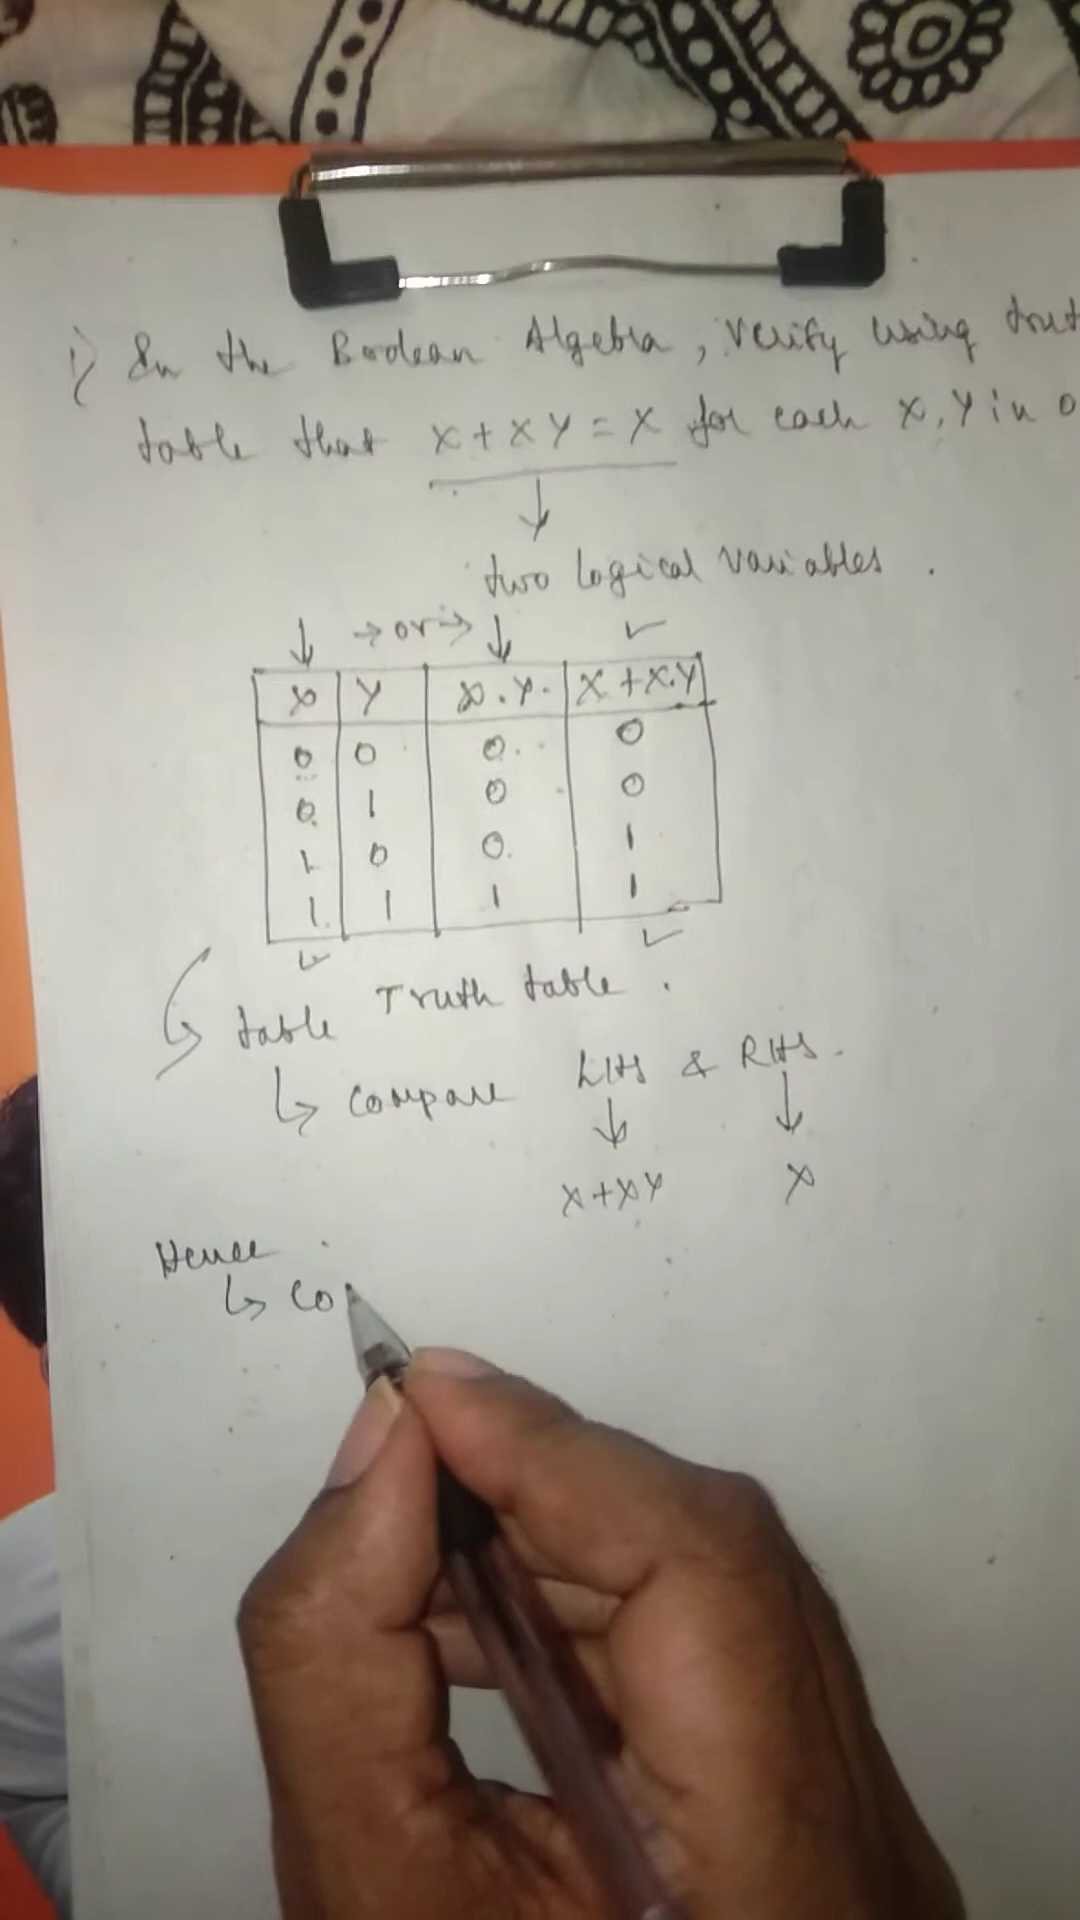 1) In the Boolean Algebra, verify using trut
table that X + X Y = X for each X, Y in 0
↓
two logical variables .
↓ → or → ↓ ✓
X Y X . Y . X + X.Y
0 0 0 0
0 1 0 0
1 0 0 1
1 1 1 1
✓ ✓
Truth table .
table
↳ compare LHS & RHS .
↓ ↓
X+XY X
Hence
↳ Co